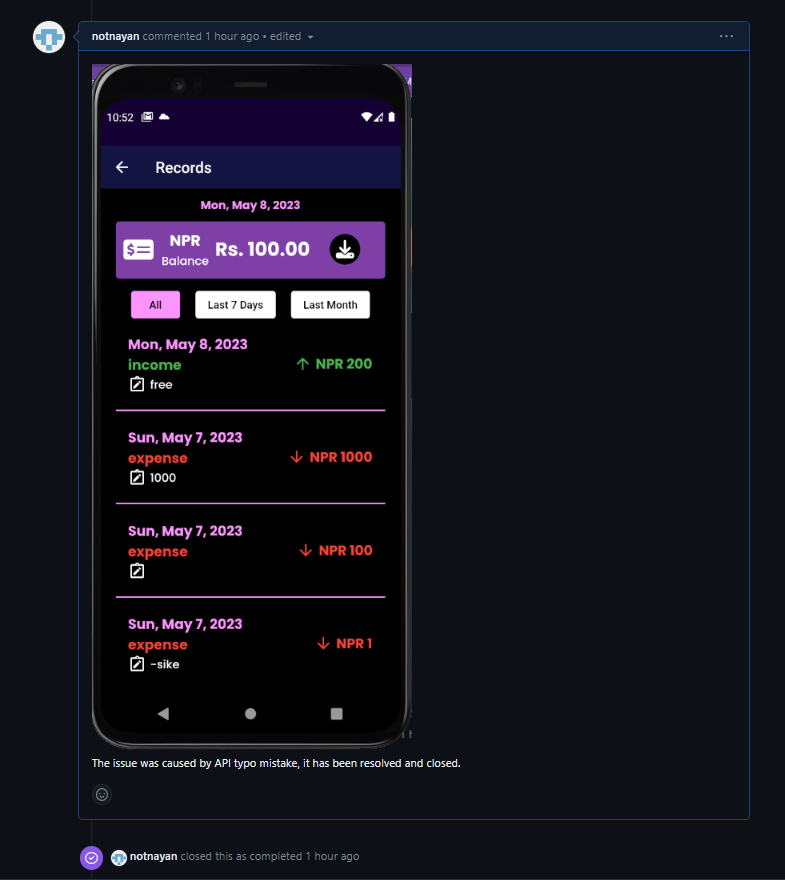 notnayan commented 1 hour ago • edited
10:52
Records
Mon, May 8, 2023
NPR
Balance
Rs. 100.00
All
Last 7 Days
Last Month
Mon, May 8, 2023
income
NPR 200
free
Sun, May 7, 2023
expense
NPR 1000
1000
Sun, May 7, 2023
expense
NPR 100
Sun, May 7, 2023
expense
NPR 1
-sike
The issue was caused by API typo mistake, it has been resolved and closed.
notnayan closed this as completed 1 hour ago